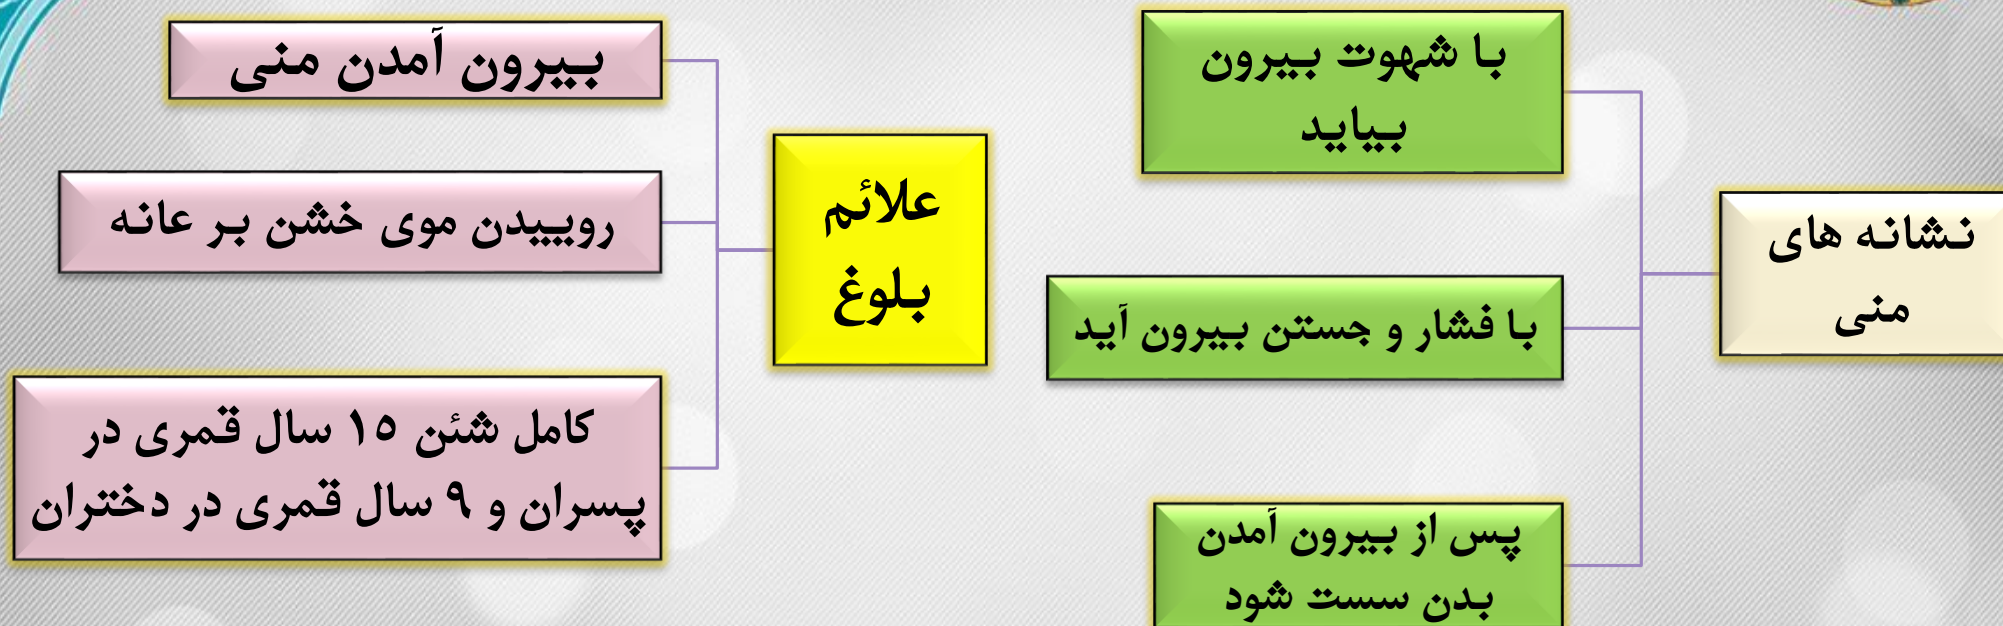 نشانه های
منی
با شهوت بیرون
بیاید
با فشار و جستن بیرون آید
پس از بیرون آمدن
بدن سست شود
علائم
بلوغ
بیرون آمدن منی
روییدن موی خشن بر عانه
کامل شئن ۱۵ سال قمری در
پسران و ۹ سال قمری در دختران